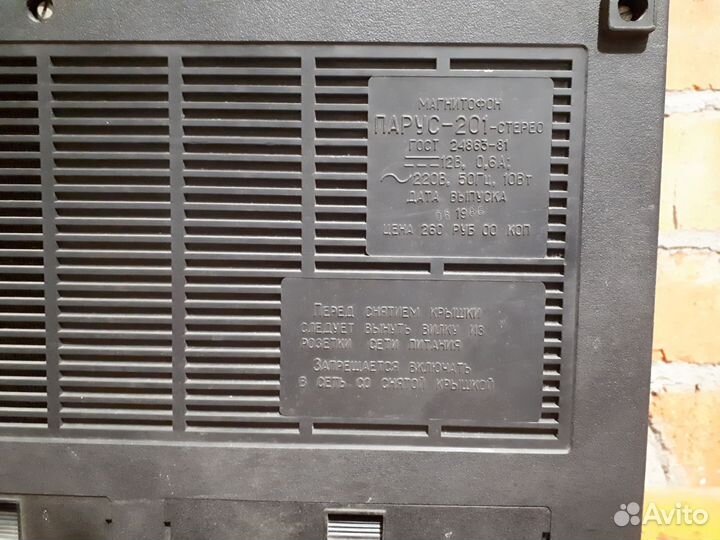 МАГНИТОФОН
ПАРУС-201-СТЕРЕО
ГОСТ 24863-81
12В, 0,6А;
~220В, 50Гц, 10Вт
ДАТА ВЫПУСКА
1986
ЦЕНА 260 РУБ 00 КОП
ПЕРЕД СНЯТИЕМ КРЫШКИ
СЛЕДУЕТ ВЫНУТЬ ВИЛКУ ИЗ
РОЗЕТКИ СЕТИ ПИТАНИЯ
ЗАПРЕЩАЕТСЯ ВКЛЮЧАТЬ
В СЕТЬ СО СНЯТОЙ КРЫШКОЙ
Avito